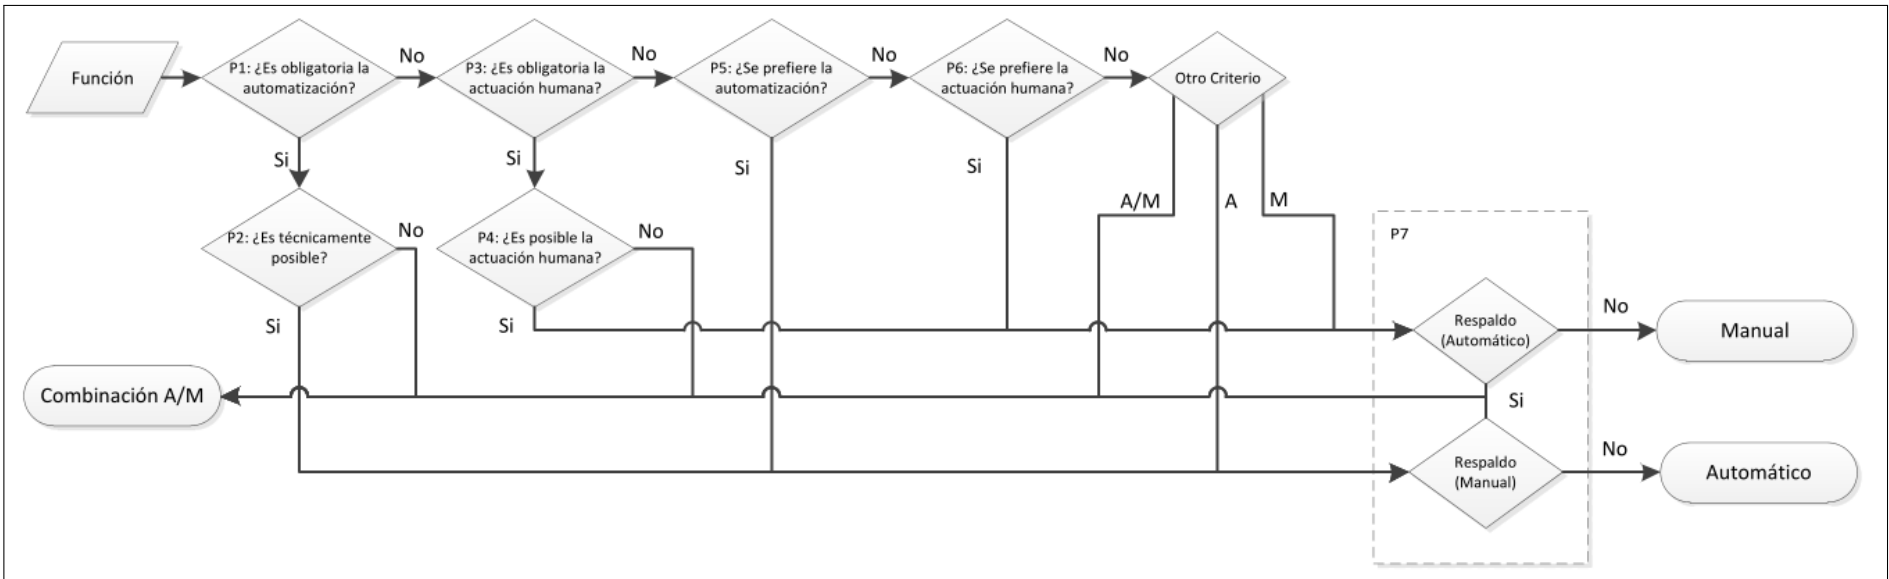 Función
P1: ¿Es obligatoria la
automatización?
No
P3: ¿Es obligatoria la
actuación humana?
No
P5: ¿Se prefiere la
automatización?
No
P6: ¿Se prefiere la
actuación humana?
No
Otro Criterio
Si
Si
Si
Si
A/M
A
M
P2: ¿Es técnicamente
posible?
No
P4: ¿Es posible la
actuación humana?
No
P7
Si
Si
Respaldo
(Automático)
No
Manual
Combinación A/M
Si
Respaldo
(Manual)
No
Automático